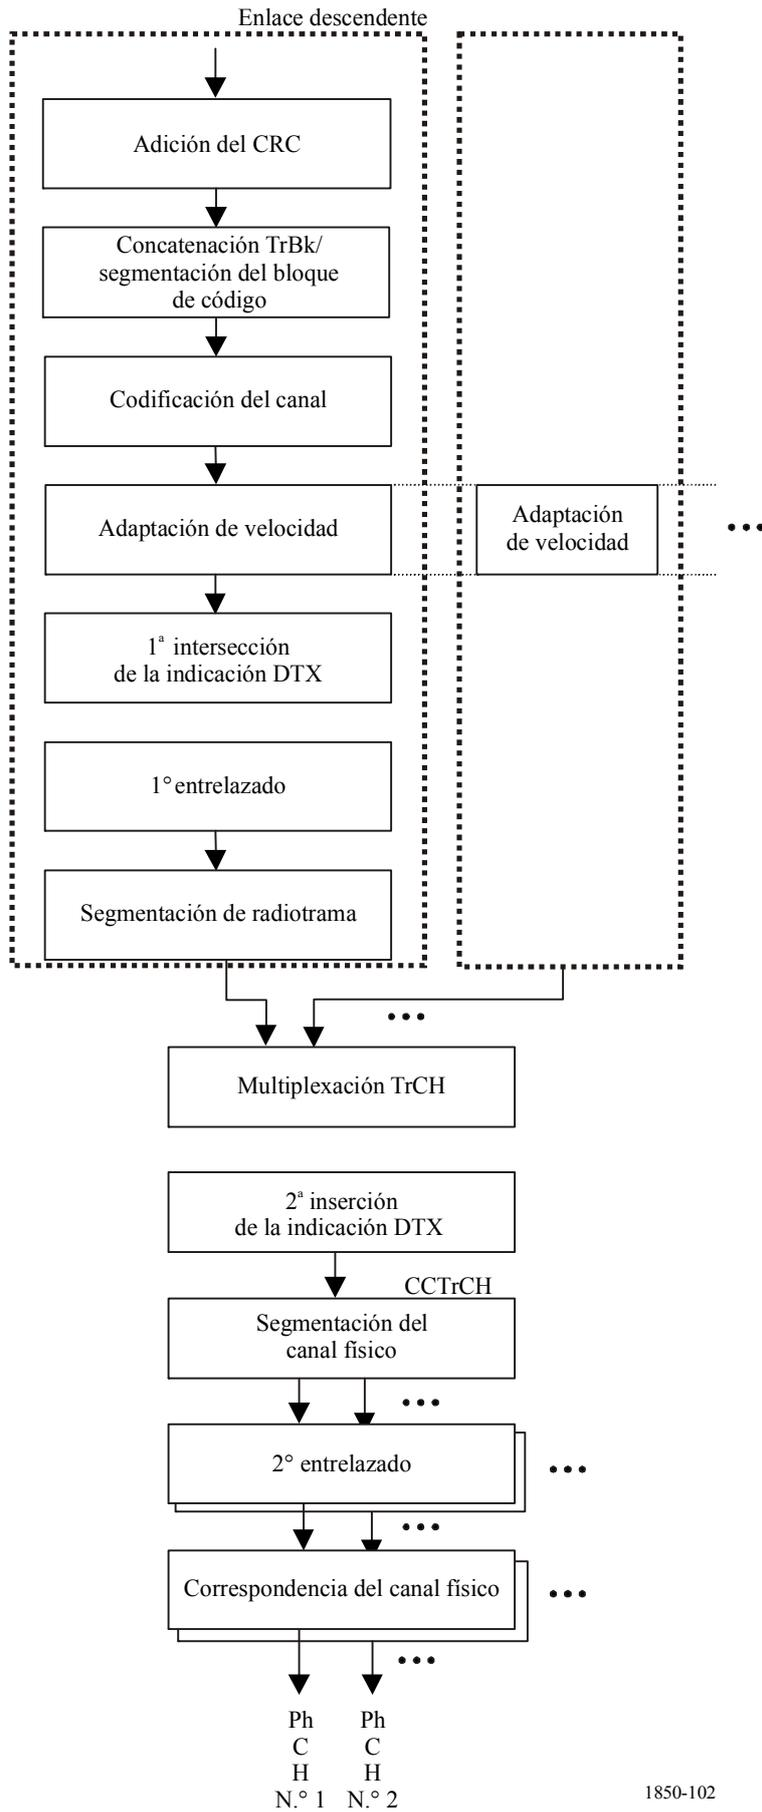 Enlace descendente
Adición del CRC
Concatenación TrBk/
segmentación del bloque
de código
Codificación del canal
Adaptación de velocidad
Adaptación
de velocidad
1ª intersección
de la indicación DTX
1° entrelazado
Segmentación de radiotrama
Multiplexación TrCH
2ª inserción
de la indicación DTX
CCTrCH
Segmentación del
canal físico
2° entrelazado
Correspondencia del canal físico
Ph
C
H
N.° 1
Ph
C
H
N.° 2
1850-102